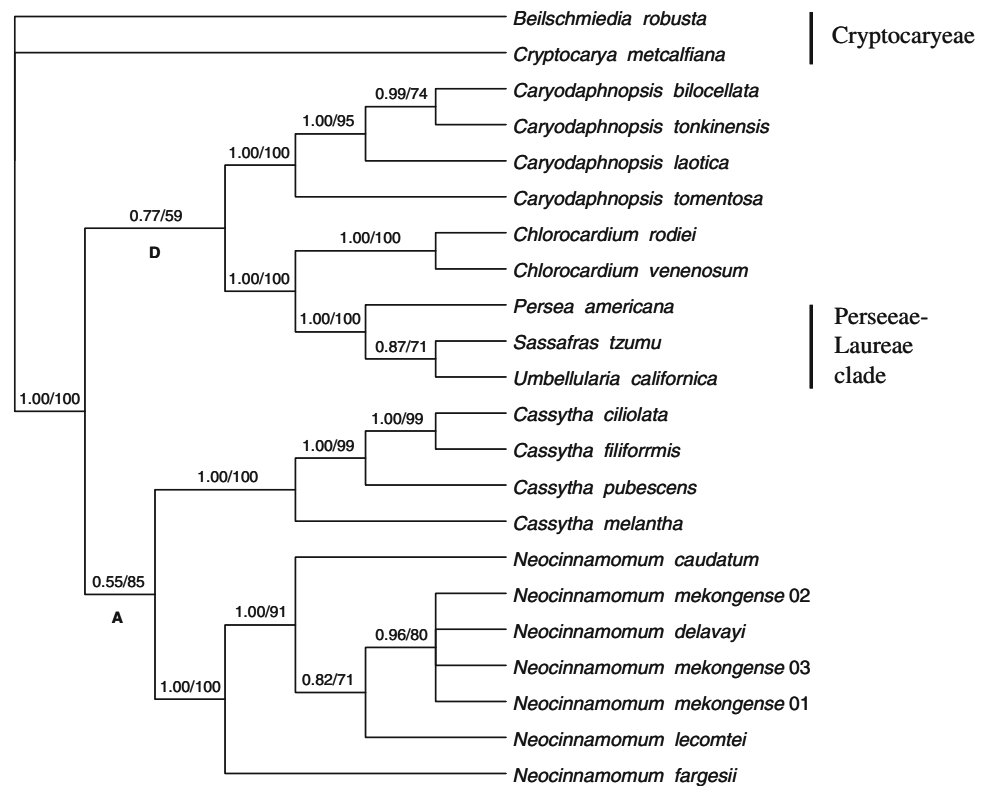 Beilschmiedia robusta
Cryptocaryeae
Cryptocarya metcalfiana
0.99/74
Caryodaphnopsis bilocellata
1.00/95
Caryodaphnopsis tonkinensis
1.00/100
Caryodaphnopsis laotica
Caryodaphnopsis tomentosa
0.77/59
D
1.00/100
Chlorocardium rodiei
1.00/100
Chlorocardium venenosum
Persea americana
1.00/100
Perseeae-
Laureae
clade
Sassafras tzumu
0.87/71
Umbellularia californica
1.00/100
1.00/99
Cassytha ciliolata
1.00/99
Cassytha filiforrmis
1.00/100
Cassytha pubescens
Cassytha melantha
Neocinnamomum caudatum
0.55/85
A
1.00/91
Neocinnamomum mekongense 02
0.96/80
Neocinnamomum delavayi
Neocinnamomum mekongense 03
1.00/100
0.82/71
Neocinnamomum mekongense 01
Neocinnamomum lecomtei
Neocinnamomum fargesii